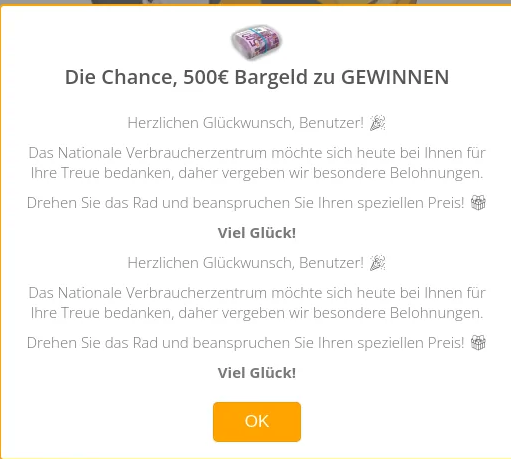 Die Chance, 500€ Bargeld zu GEWINNEN
Herzlichen Glückwunsch, Benutzer! 🎉
Das Nationale Verbraucherzentrum möchte sich heute bei Ihnen für
Ihre Treue bedanken, daher vergeben wir besondere Belohnungen.
Drehen Sie das Rad und beanspruchen Sie Ihren speziellen Preis! 🎁
Viel Glück!
Herzlichen Glückwunsch, Benutzer! 🎉
Das Nationale Verbraucherzentrum möchte sich heute bei Ihnen für
Ihre Treue bedanken, daher vergeben wir besondere Belohnungen.
Drehen Sie das Rad und beanspruchen Sie Ihren speziellen Preis! 🎁
Viel Glück!
OK